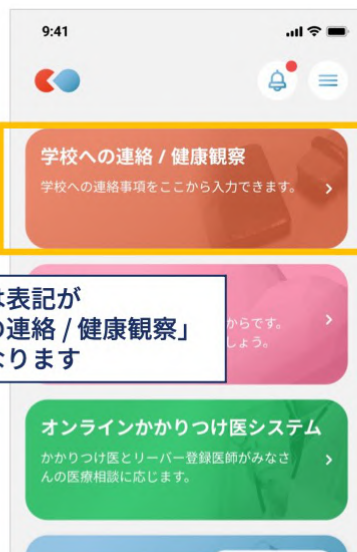 9:41
学校への連絡 / 健康観察
学校への連絡事項をここから入力できます。
は表記が
の連絡 / 健康観察」
なります
からです。
しょう。
オンラインかかりつけ医システム
かかりつけ医とリーバー登録医師がみなさ
んの医療相談に応じます。